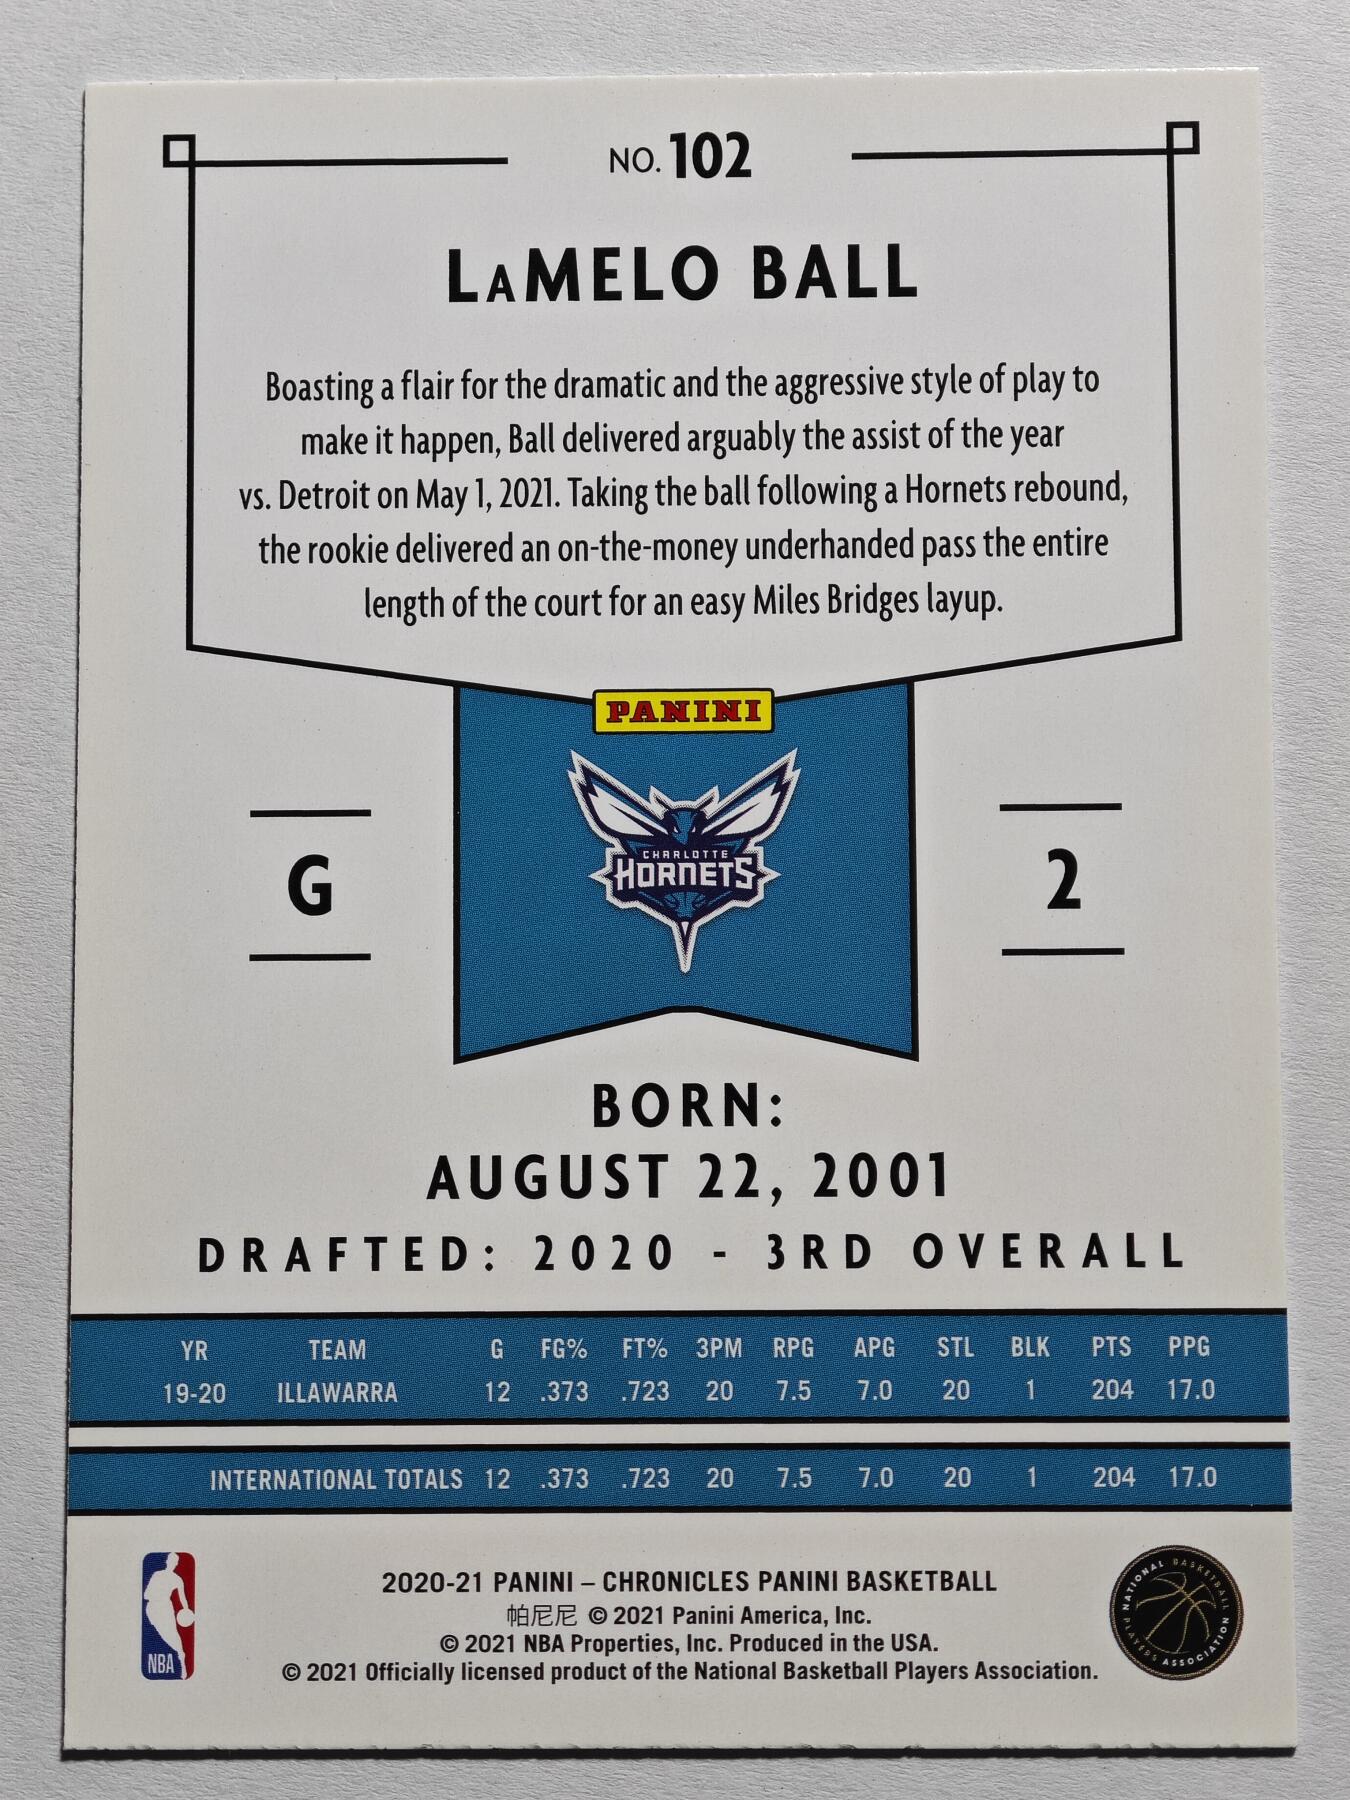 NO. 102
LaMELO BALL
Boasting a flair for the dramatic and the aggressive style of play to
make it happen, Ball delivered arguably the assist of the year
vs. Detroit on May 1, 2021. Taking the ball following a Hornets rebound,
the rookie delivered an on-the-money underhanded pass the entire
length of the court for an easy Miles Bridges layup.
PANINI
CHARLOTTE
HORNETS
G
2
BORN:
AUGUST 22, 2001
DRAFTED: 2020 - 3RD OVERALL
YR TEAM G FG% FT% 3PM RPG APG STL BLK PTS PPG
19-20 ILLAWARRA 12 .373 .723 20 7.5 7.0 20 1 204 17.0
INTERNATIONAL TOTALS 12 .373 .723 20 7.5 7.0 20 1 204 17.0
2020-21 PANINI – CHRONICLES PANINI BASKETBALL
帕尼尼 © 2021 Panini America, Inc.
© 2021 NBA Properties, Inc. Produced in the USA.
© 2021 Officially licensed product of the National Basketball Players Association.
NBA
NATIONAL BASKETBALL
PLAYERS ASSOCIATION